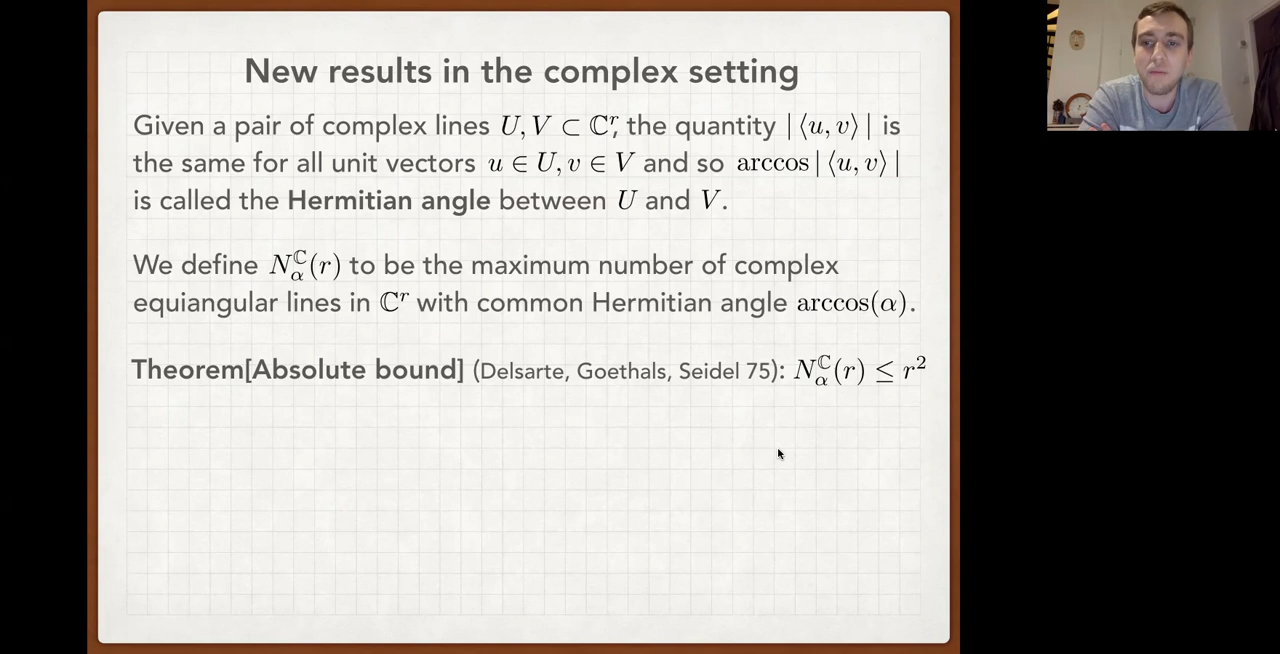 New results in the complex setting
Given a pair of complex lines U, V ⊂ ℂ^r, the quantity |⟨u, v⟩| is
the same for all unit vectors u ∈ U, v ∈ V and so arccos |⟨u, v⟩|
is called the Hermitian angle between U and V.
We define N_α^ℂ(r) to be the maximum number of complex
equiangular lines in ℂ^r with common Hermitian angle arccos(α).
Theorem[Absolute bound] (Delsarte, Goethals, Seidel 75): N_α^ℂ(r) ≤ r^2